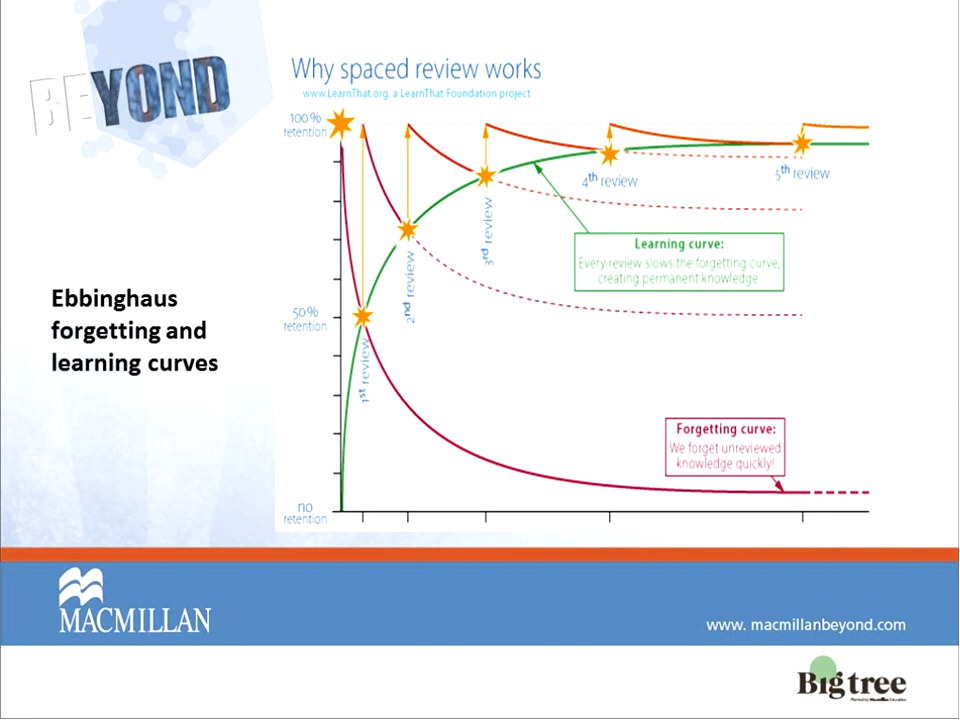 BEYOND
Why spaced review works
www.LearnThat.org, a LearnThat Foundation project
100%
retention
4th review
5th review
3rd review
2nd review
1st review
Learning curve:
Every review slows the forgetting curve,
creating permanent knowledge.
Ebbinghaus
forgetting and
learning curves
50%
retention
Forgetting curve:
We forget unreviewed
knowledge quickly!
no
retention
MACMILLAN
www. macmillanbeyond.com
Bigtree